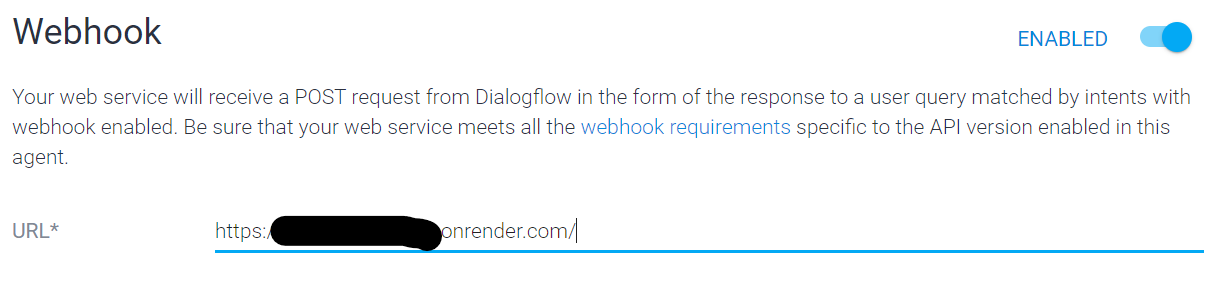 Webhook
ENABLED
Your web service will receive a POST request from Dialogflow in the form of the response to a user query matched by intents with
webhook enabled. Be sure that your web service meets all the webhook requirements specific to the API version enabled in this
agent.
URL*
https:/ onrender.com/